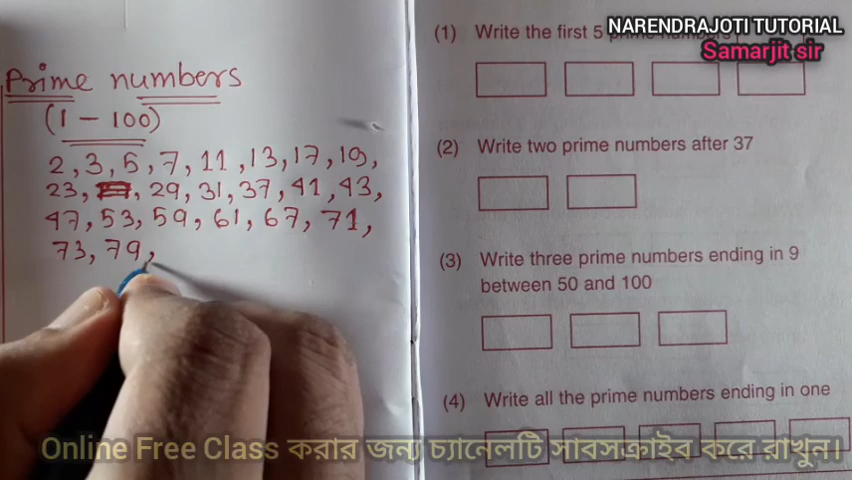 NARENDRAJOTI TUTORIAL
Samarjit sir
Prime numbers
(1 - 100)
2, 3, 5, 7, 11, 13, 17, 19,
23, , 29, 31, 37, 41, 43,
47, 53, 59, 61, 67, 71,
73, 79,
(1) Write the first 5 prime numbers
(2) Write two prime numbers after 37
(3) Write three prime numbers ending in 9
between 50 and 100
(4) Write all the prime numbers ending in one
Online Free Class করার জন্য চ্যানেলটি সাবসক্রাইব করে রাখুন।